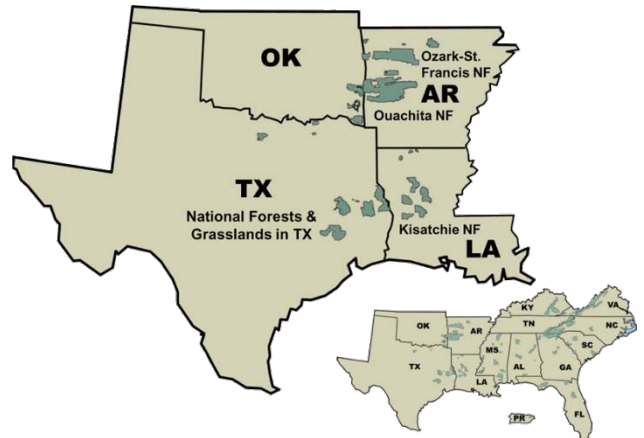 OK
Ozark-St.
Francis NF
AR
Ouachita NF
TX
National Forests &
Grasslands in TX
Kisatchie NF
LA
KY
VA
OK
AR
TN
NC
MS
SC
TX
LA
AL
GA
FL
PR